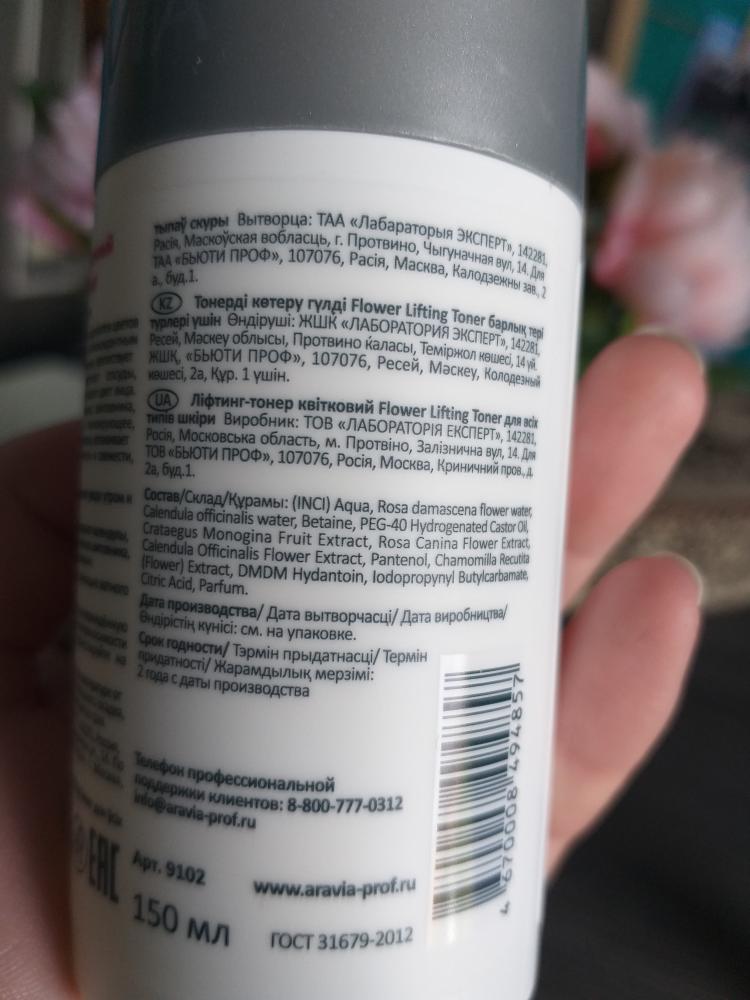 тыпаў скуры Вытворца: ТАА «Лабараторыя ЭКСПЕРТ», 142281,
Расія, Маскоўская вобласць, г. Протвино, Чыгуначная вул, 14. Для
ТАА «БЬЮТИ ПРОФ», 107076, Расія, Масква, Калодзежны зав., 2
а., буд.1.
KZ Тонерді көтеру гүлді Flower Lifting Toner барлық тері
түрлері үшін Өндіруші: ЖШК «ЛАБОРАТОРИЯ ЭКСПЕРТ», 142281,
Ресей, Маскеу облысы, Протвино қаласы, Теміржол көшесі, 14 үй.
ЖШҚ, «БЬЮТИ ПРОФ», 107076, Ресей, Мәскеу, Колодезный
көшесі, 2а, Құр. 1 үшін.
UA Ліфтинг-тонер квітковий Flower Lifting Toner для всіх
типів шкіри Виробник: ТОВ «ЛАБОРАТОРІЯ ЕКСПЕРТ», 142281,
Росія, Московська область, м. Протвіно, Залізнична вул, 14. Для
ТОВ «БЬЮТИ ПРОФ», 107076, Росія, Москва, Криничний пров., д.
2а, буд.1.
Состав/Склад/Құрамы: (INCI) Aqua, Rosa damascena flower water,
Calendula officinalis water, Betaine, PEG-40 Hydrogenated Castor Oil,
Crataegus Monogina Fruit Extract, Rosa Canina Flower Extract,
Calendula Officinalis Flower Extract, Pantenol, Chamomilla Recutita
(Flower) Extract, DMDM Hydantoin, Iodopropynyl Butylcarbamate,
Citric Acid, Parfum.
Дата производства/ Дата вытворчасці/ Дата виробництва/
Өндірістің күнісі: см. на упаковке.
Срок годности/ Тэрмін прыдатнасці/ Термін
придатності/ Жарамдылық мерзімі:
2 года с даты производства
Телефон профессиональной
поддержки клиентов: 8-800-777-0312
info@aravia-prof.ru
EAC
Арт. 9102
www.aravia-prof.ru
150 мл
ГОСТ 31679-2012
4 670008 494857